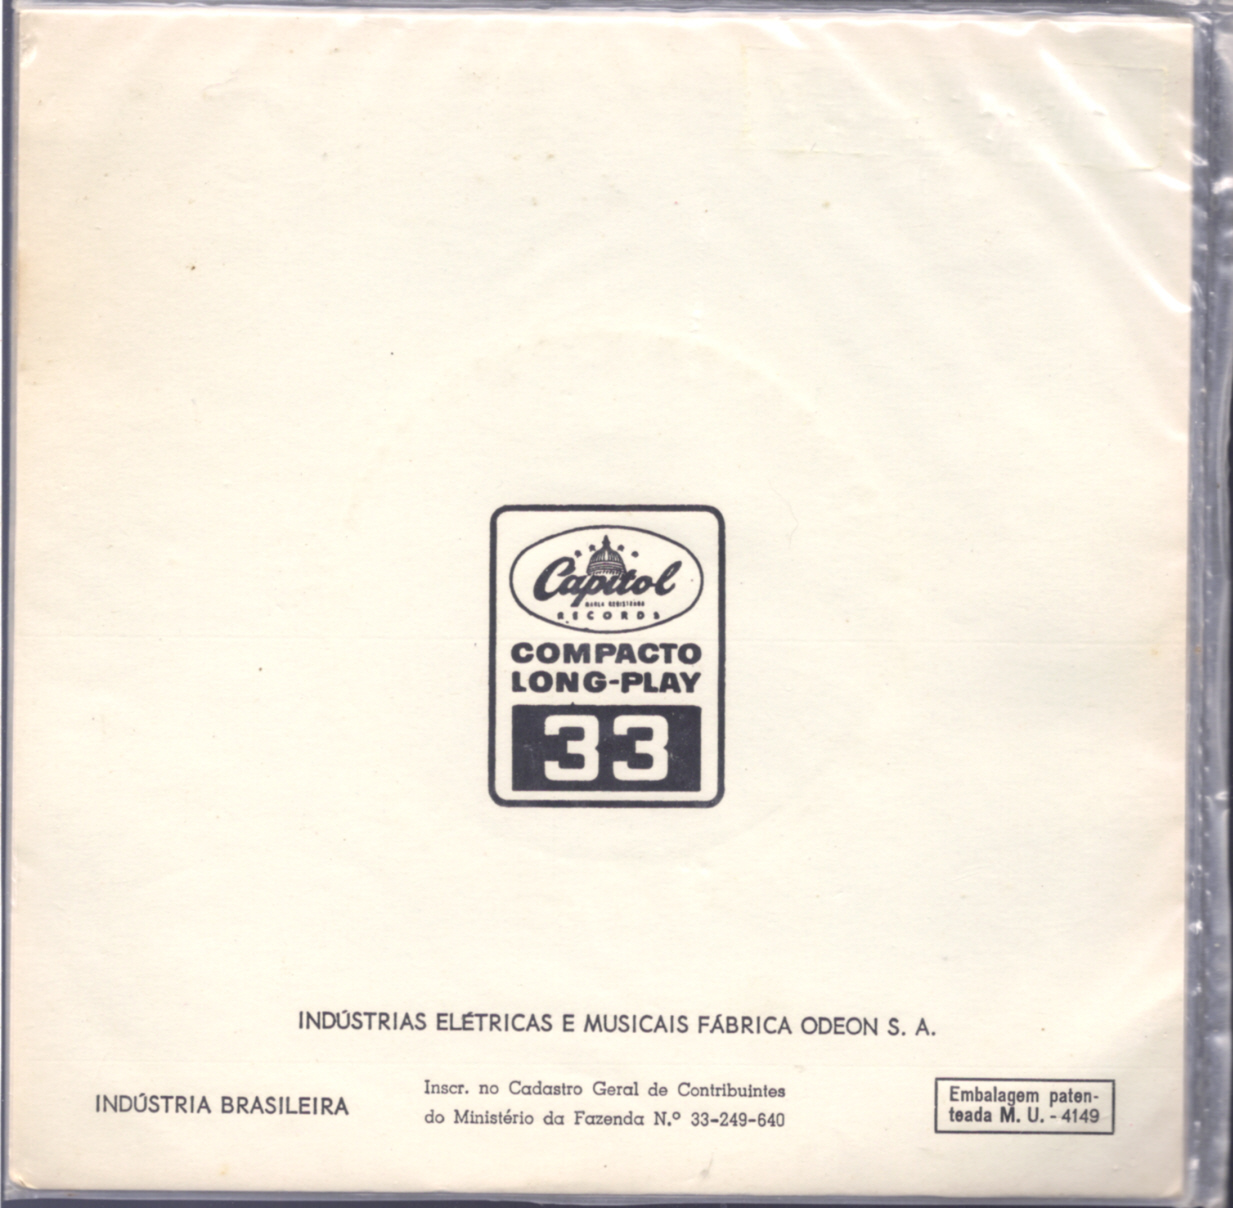 Capitol
MARCA REGISTRADA
RECORDS
COMPACTO
LONG-PLAY
33
INDÚSTRIAS ELÉTRICAS E MUSICAIS FÁBRICA ODEON S. A.
INDÚSTRIA BRASILEIRA
Inscr. no Cadastro Geral de Contribuintes
do Ministério da Fazenda N.º 33-249-640
Embalagem paten-
teada M. U. - 4149